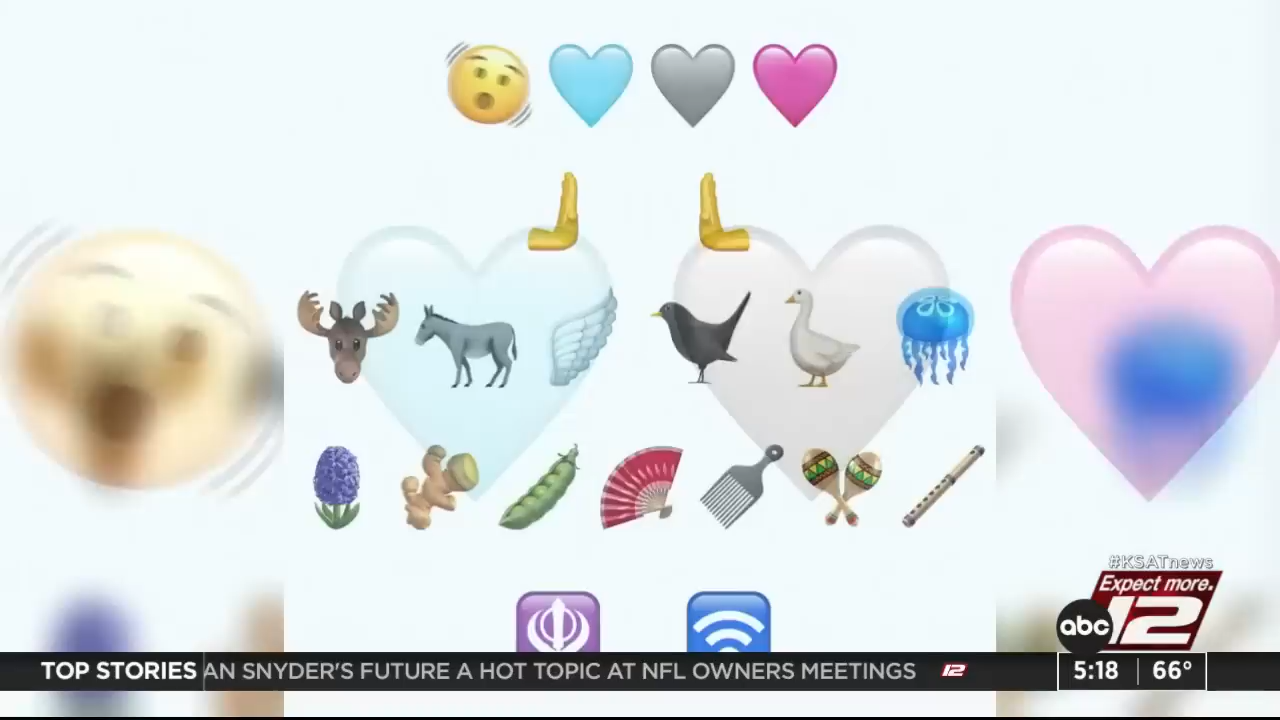 #KSATnews
Expect more.
abc 12
TOP STORIES AN SNYDER'S FUTURE A HOT TOPIC AT NFL OWNERS MEETINGS 12 5:18 66°